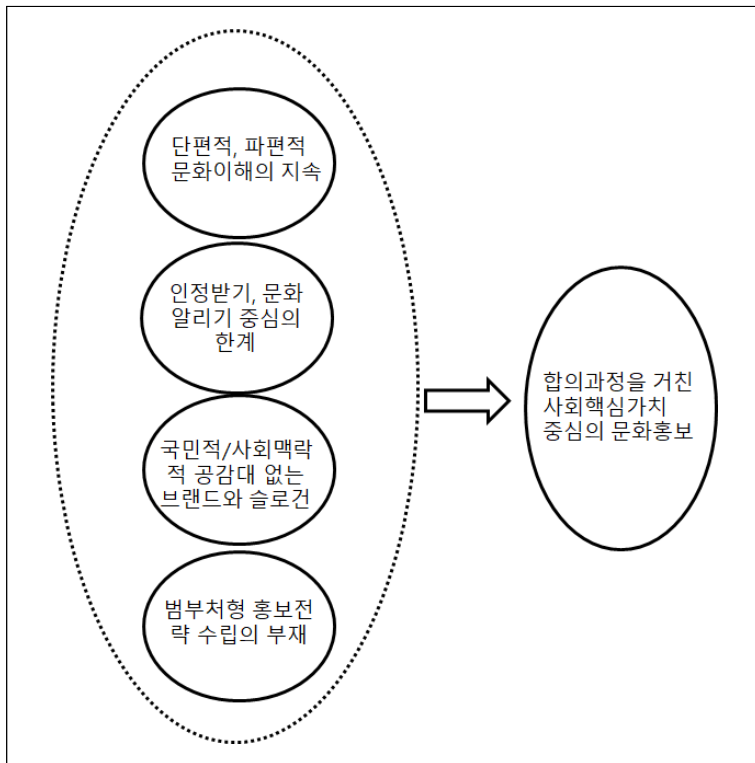 단편적, 파편적
문화이해의 지속
인정받기, 문화
알리기 중심의
한계
국민적/사회맥락
적 공감대 없는
브랜드와 슬로건
범부처형 홍보전
략 수립의 부재
합의과정을 거친
사회핵심가치
중심의 문화홍보